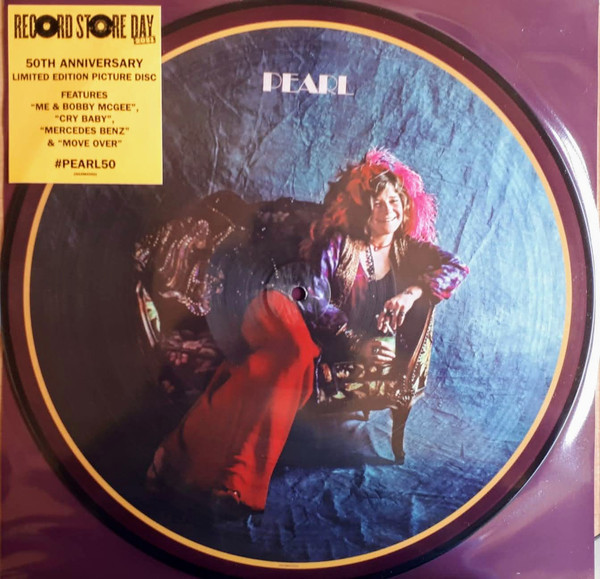 RECORD STORE DAY
2021
50TH ANNIVERSARY
LIMITED EDITION PICTURE DISC
FEATURES
"ME & BOBBY MCGEE",
"CRY BABY",
"MERCEDES BENZ"
& "MOVE OVER"
#PEARL50
PEARL